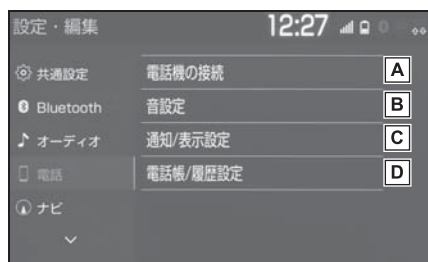 設定・編集
12:27
共通設定
Bluetooth
オーディオ
電話
ナビ
電話機の接続 A
音設定 B
通知/表示設定 C
電話帳/履歴設定 D